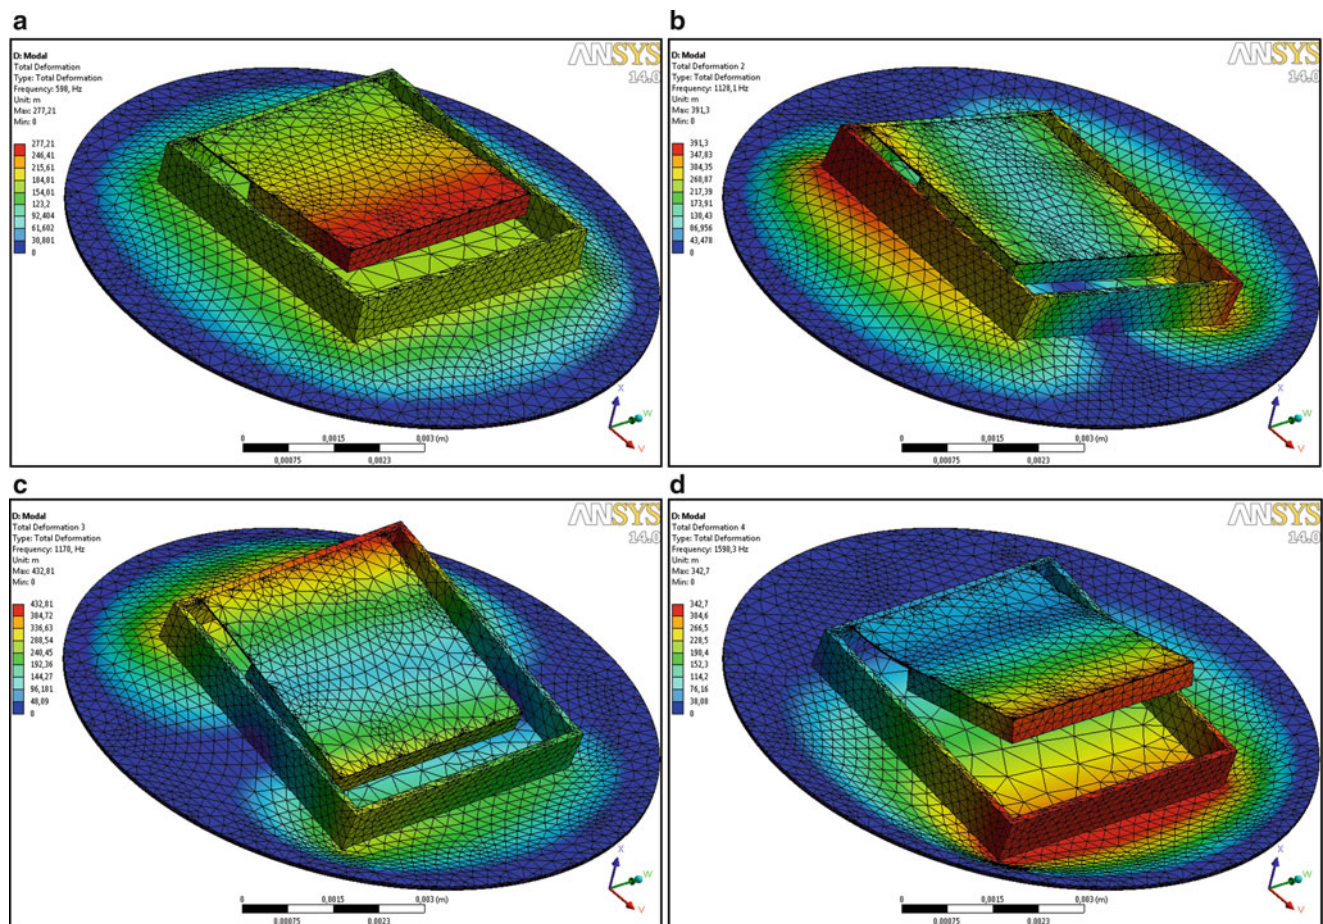 a
D: Modal
Total Deformation
Type: Total Deformation
Frequency: 598, Hz
Unit: m
Max: 277,21
Min: 0
277,21
246,41
215,61
184,81
154,01
123,2
92,404
61,602
30,801
0
ANSYS
14.0
0
0,0015
0,003 (m)
0,00075
0,0023
X
W
V
b
D: Modal
Total Deformation 2
Type: Total Deformation
Frequency: 1128,1 Hz
Unit: m
Max: 391,3
Min: 0
391,3
347,83
304,35
260,87
217,39
173,91
130,43
86,956
43,478
0
ANSYS
14.0
0
0,0015
0,003 (m)
0,00075
0,0023
X
W
V
c
D: Modal
Total Deformation 3
Type: Total Deformation
Frequency: 1170, Hz
Unit: m
Max: 432,81
Min: 0
432,81
384,72
336,63
288,54
240,45
192,36
144,27
96,181
48,09
0
ANSYS
14.0
0
0,0015
0,003 (m)
0,00075
0,0023
X
W
V
d
D: Modal
Total Deformation 4
Type: Total Deformation
Frequency: 1598,3 Hz
Unit: m
Max: 342,7
Min: 0
342,7
304,6
266,5
228,5
190,4
152,3
114,2
76,16
38,08
0
ANSYS
14.0
0
0,0015
0,003 (m)
0,00075
0,0023
X
W
V